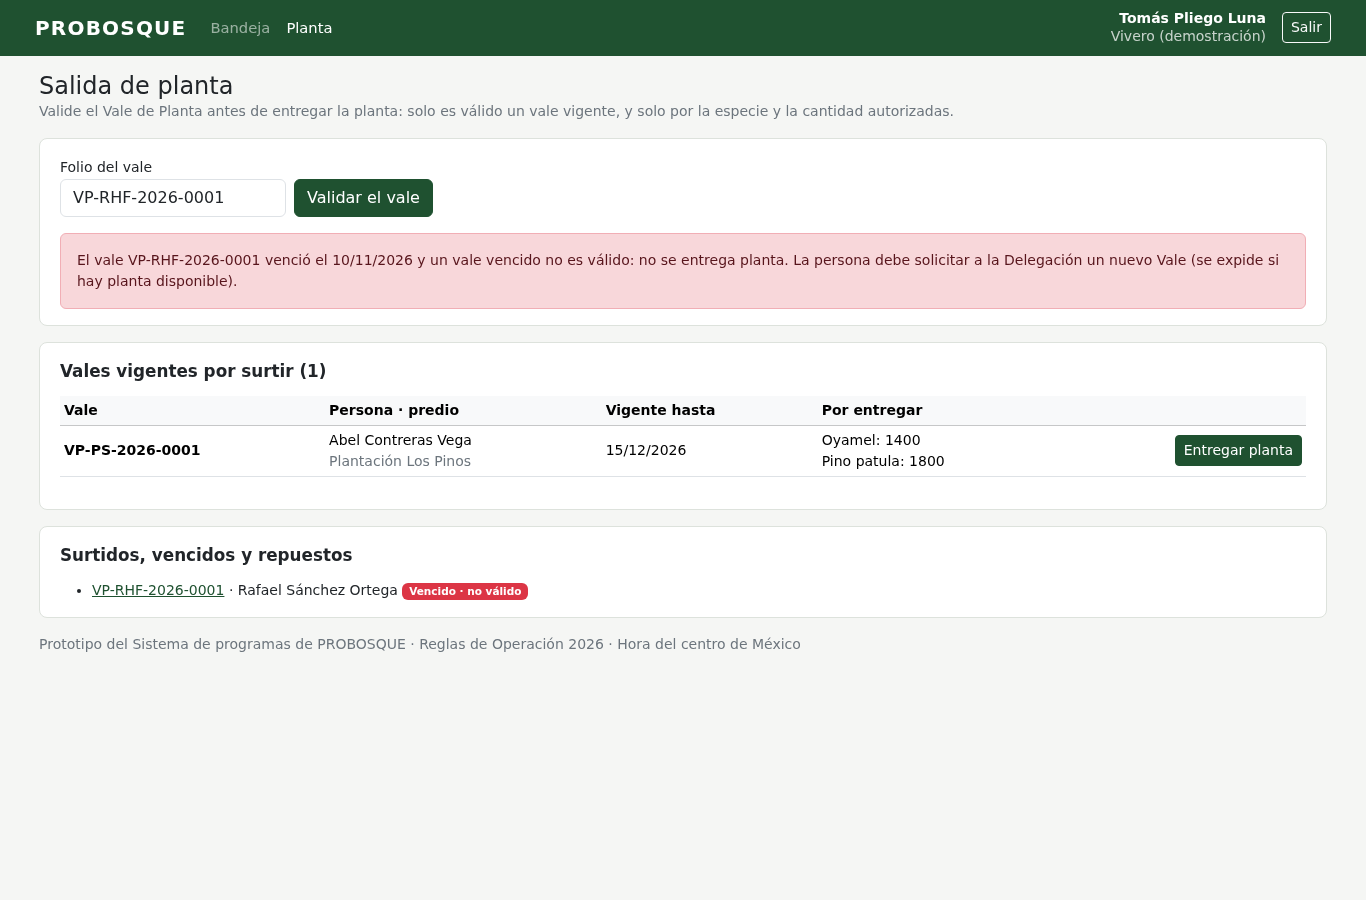 PROBOSQUE Bandeja Planta
Tomás Pliego Luna
Vivero (demostración)
Salir
Salida de planta
Valide el Vale de Planta antes de entregar la planta: solo es válido un vale vigente, y solo por la especie y la cantidad autorizadas.
Folio del vale
VP-RHF-2026-0001 Validar el vale
El vale VP-RHF-2026-0001 venció el 10/11/2026 y un vale vencido no es válido: no se entrega planta. La persona debe solicitar a la Delegación un nuevo Vale (se expide si
hay planta disponible).
Vales vigentes por surtir (1)
Vale Persona · predio Vigente hasta Por entregar
VP-PS-2026-0001 Abel Contreras Vega 15/12/2026 Oyamel: 1400 Entregar planta
Plantación Los Pinos Pino patula: 1800
Surtidos, vencidos y repuestos
• VP-RHF-2026-0001 · Rafael Sánchez Ortega Vencido · no válido
Prototipo del Sistema de programas de PROBOSQUE · Reglas de Operación 2026 · Hora del centro de México